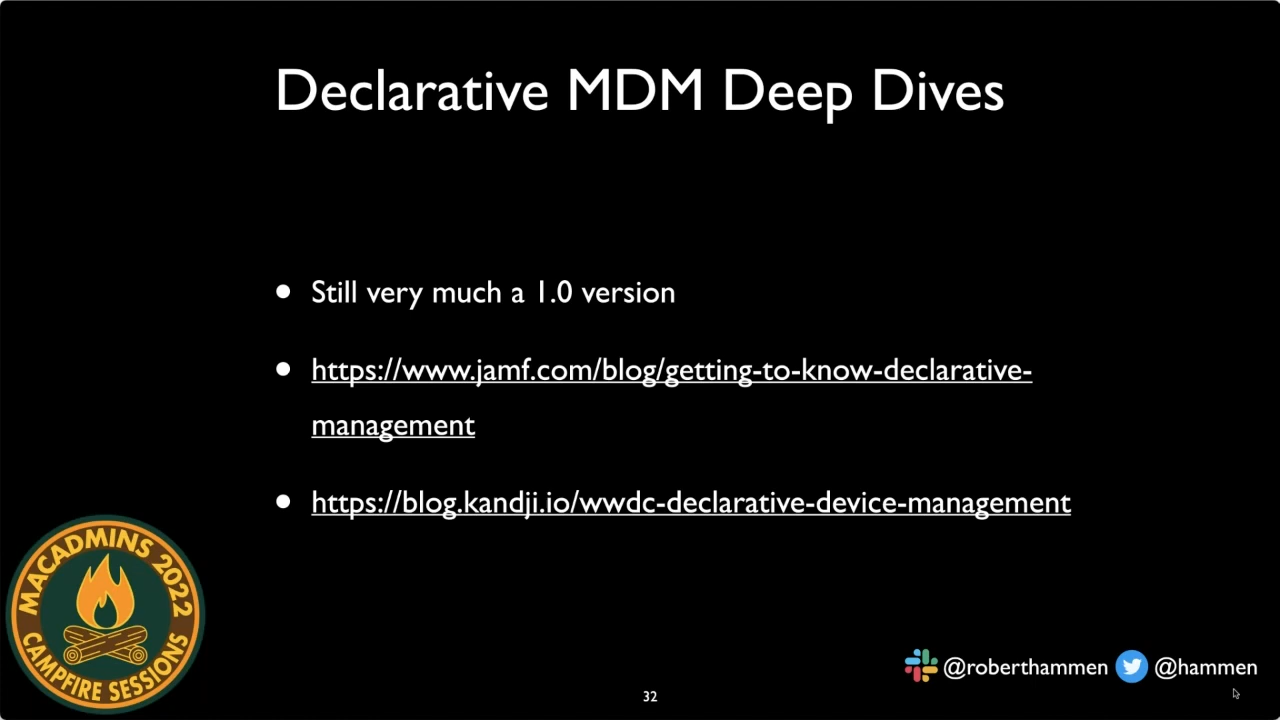 Declarative MDM Deep Dives
• Still very much a 1.0 version
• https://www.jamf.com/blog/getting-to-know-declarative-
management
• https://blog.kandji.io/wwdc-declarative-device-management
MACADMINS 2022
CAMPFIRE SESSIONS
@roberthammen @hammen
32